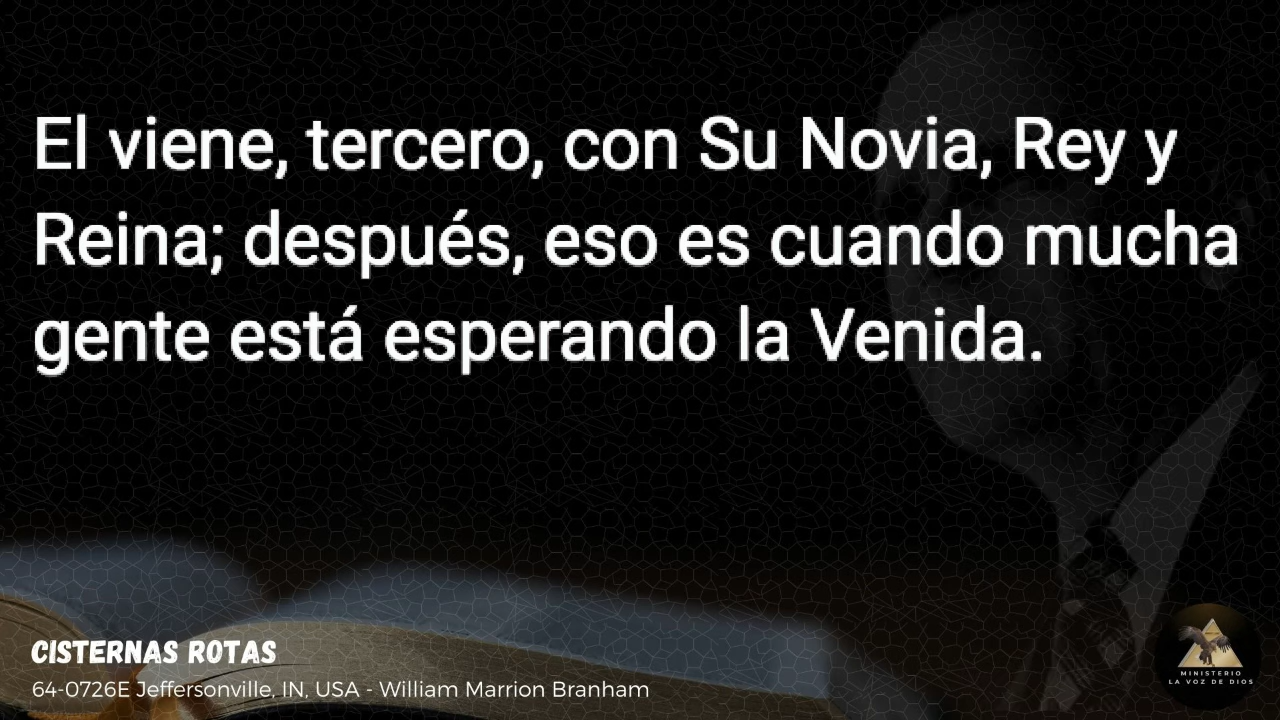 El viene, tercero, con Su Novia, Rey y
Reina; después, eso es cuando mucha
gente está esperando la Venida.
CISTERNAS ROTAS
64-0726E Jeffersonville, IN, USA - William Marrion Branham
MINISTERIO
LA VOZ DE DIOS